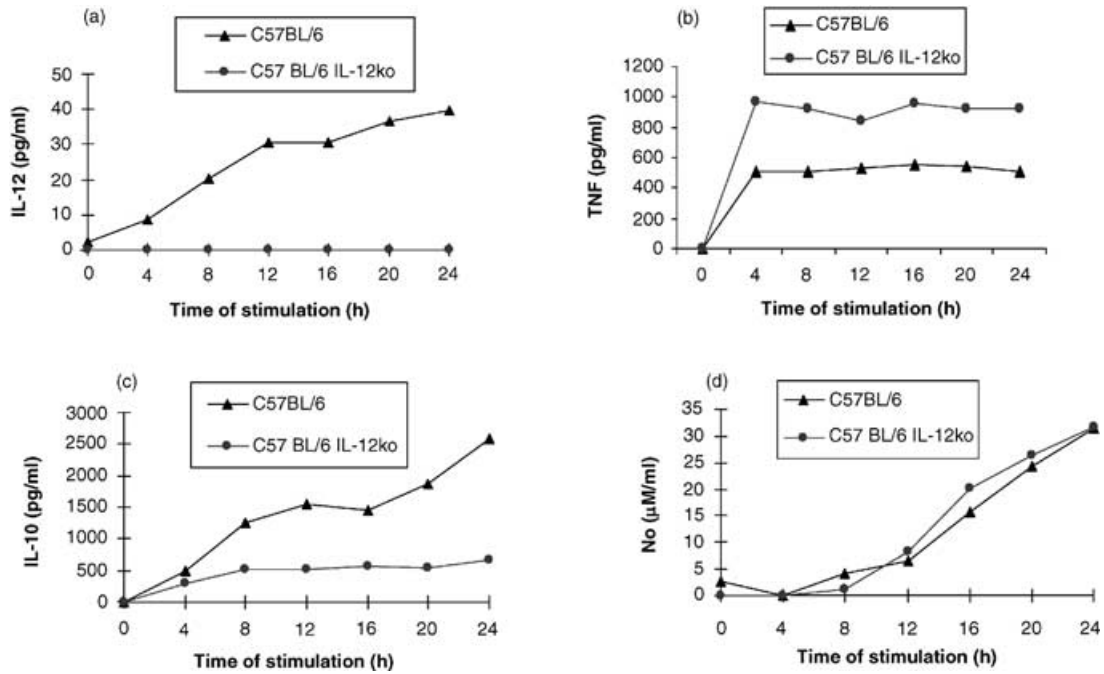 (a)
C57BL/6
C57 BL/6 IL-12ko
IL-12 (pg/ml)
50
40
30
20
10
0
0 4 8 12 16 20 24
Time of stimulation (h)
(b)
C57BL/6
C57 BL/6 IL-12ko
TNF (pg/ml)
1200
1000
800
600
400
200
0
0 4 8 12 16 20 24
Time of stimulation (h)
(c)
C57BL/6
C57 BL/6 IL-12ko
IL-10 (pg/ml)
3000
2500
2000
1500
1000
500
0
0 4 8 12 16 20 24
Time of stimulation (h)
(d)
C57BL/6
C57 BL/6 IL-12ko
No (μM/ml)
35
30
25
20
15
10
5
0
0 4 8 12 16 20 24
Time of stimulation (h)